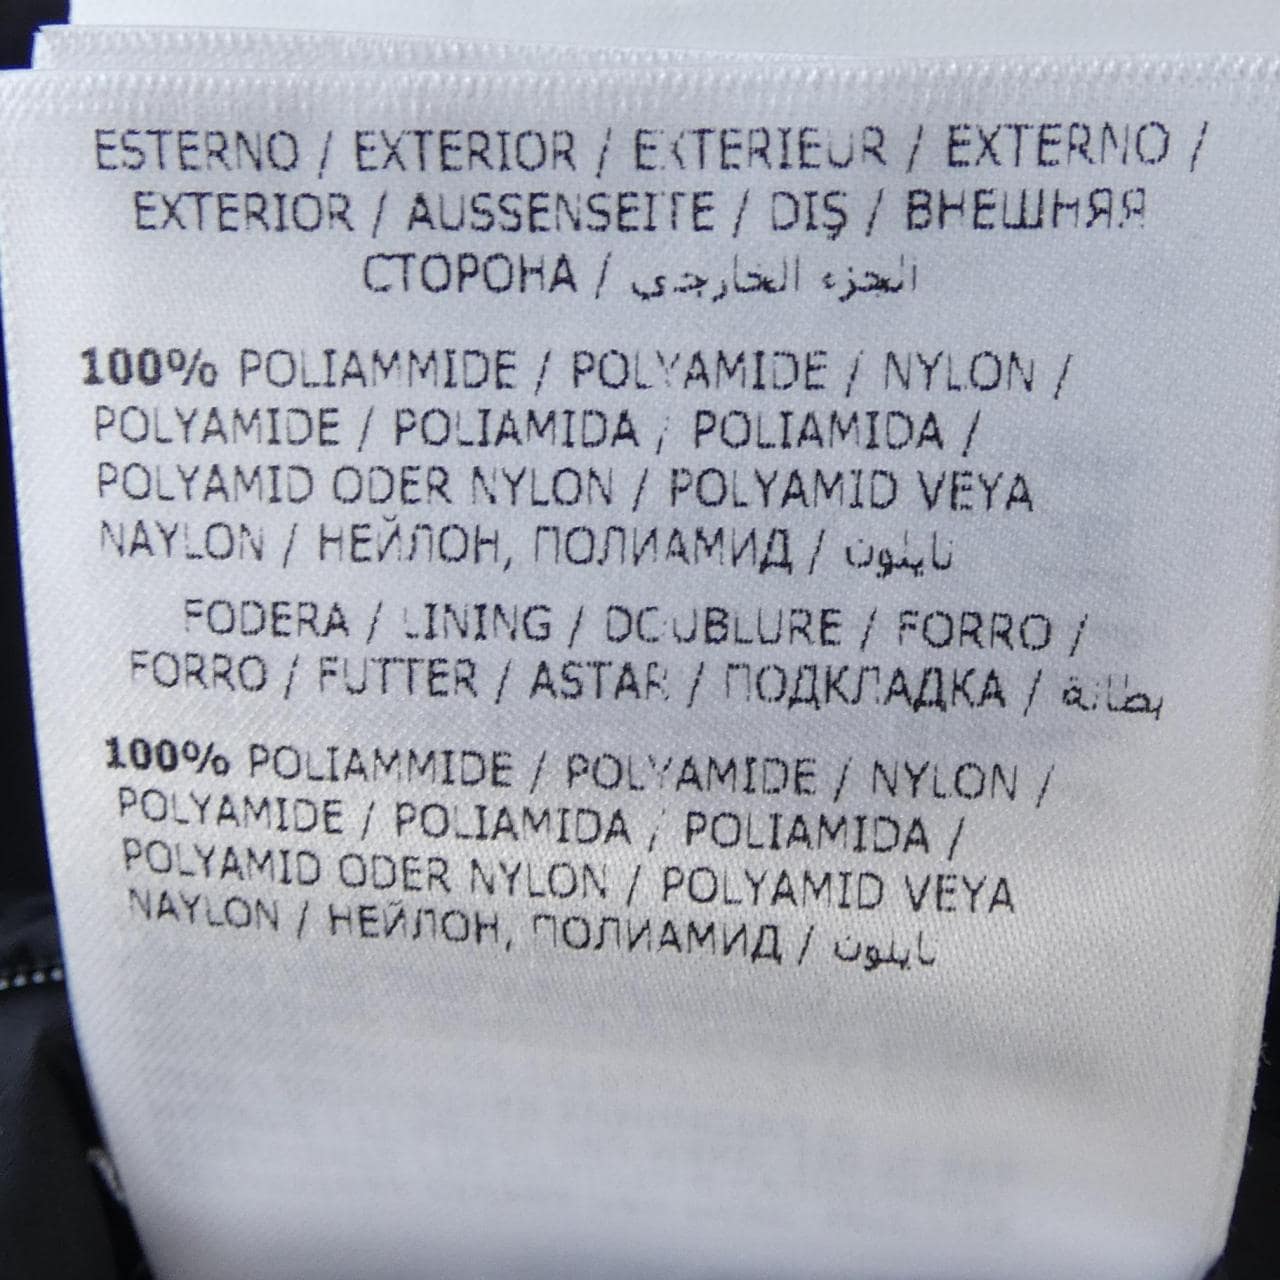 ESTERNO / EXTERIOR / EXTERIEUR / EXTERNO /
EXTERIOR / AUSSENSEITE / DIŞ / ВНЕШНЯЯ
СТОРОНА / الجزء الخارجي
100% POLIAMMIDE / POLYAMIDE / NYLON /
POLYAMIDE / POLIAMIDA / POLIAMIDA /
POLYAMID ODER NYLON / POLYAMID VEYA
NAYLON / НЕЙЛОН, ПОЛИАМИД / نايلون
FODERA / LINING / DOUBLURE / FORRO /
FORRO / FUTTER / ASTAR / ПОДКЛАДКА / بطانة
100% POLIAMMIDE / POLYAMIDE / NYLON /
POLYAMIDE / POLIAMIDA / POLIAMIDA /
POLYAMID ODER NYLON / POLYAMID VEYA
NAYLON / НЕЙЛОН, ПОЛИАМИД / نايلون